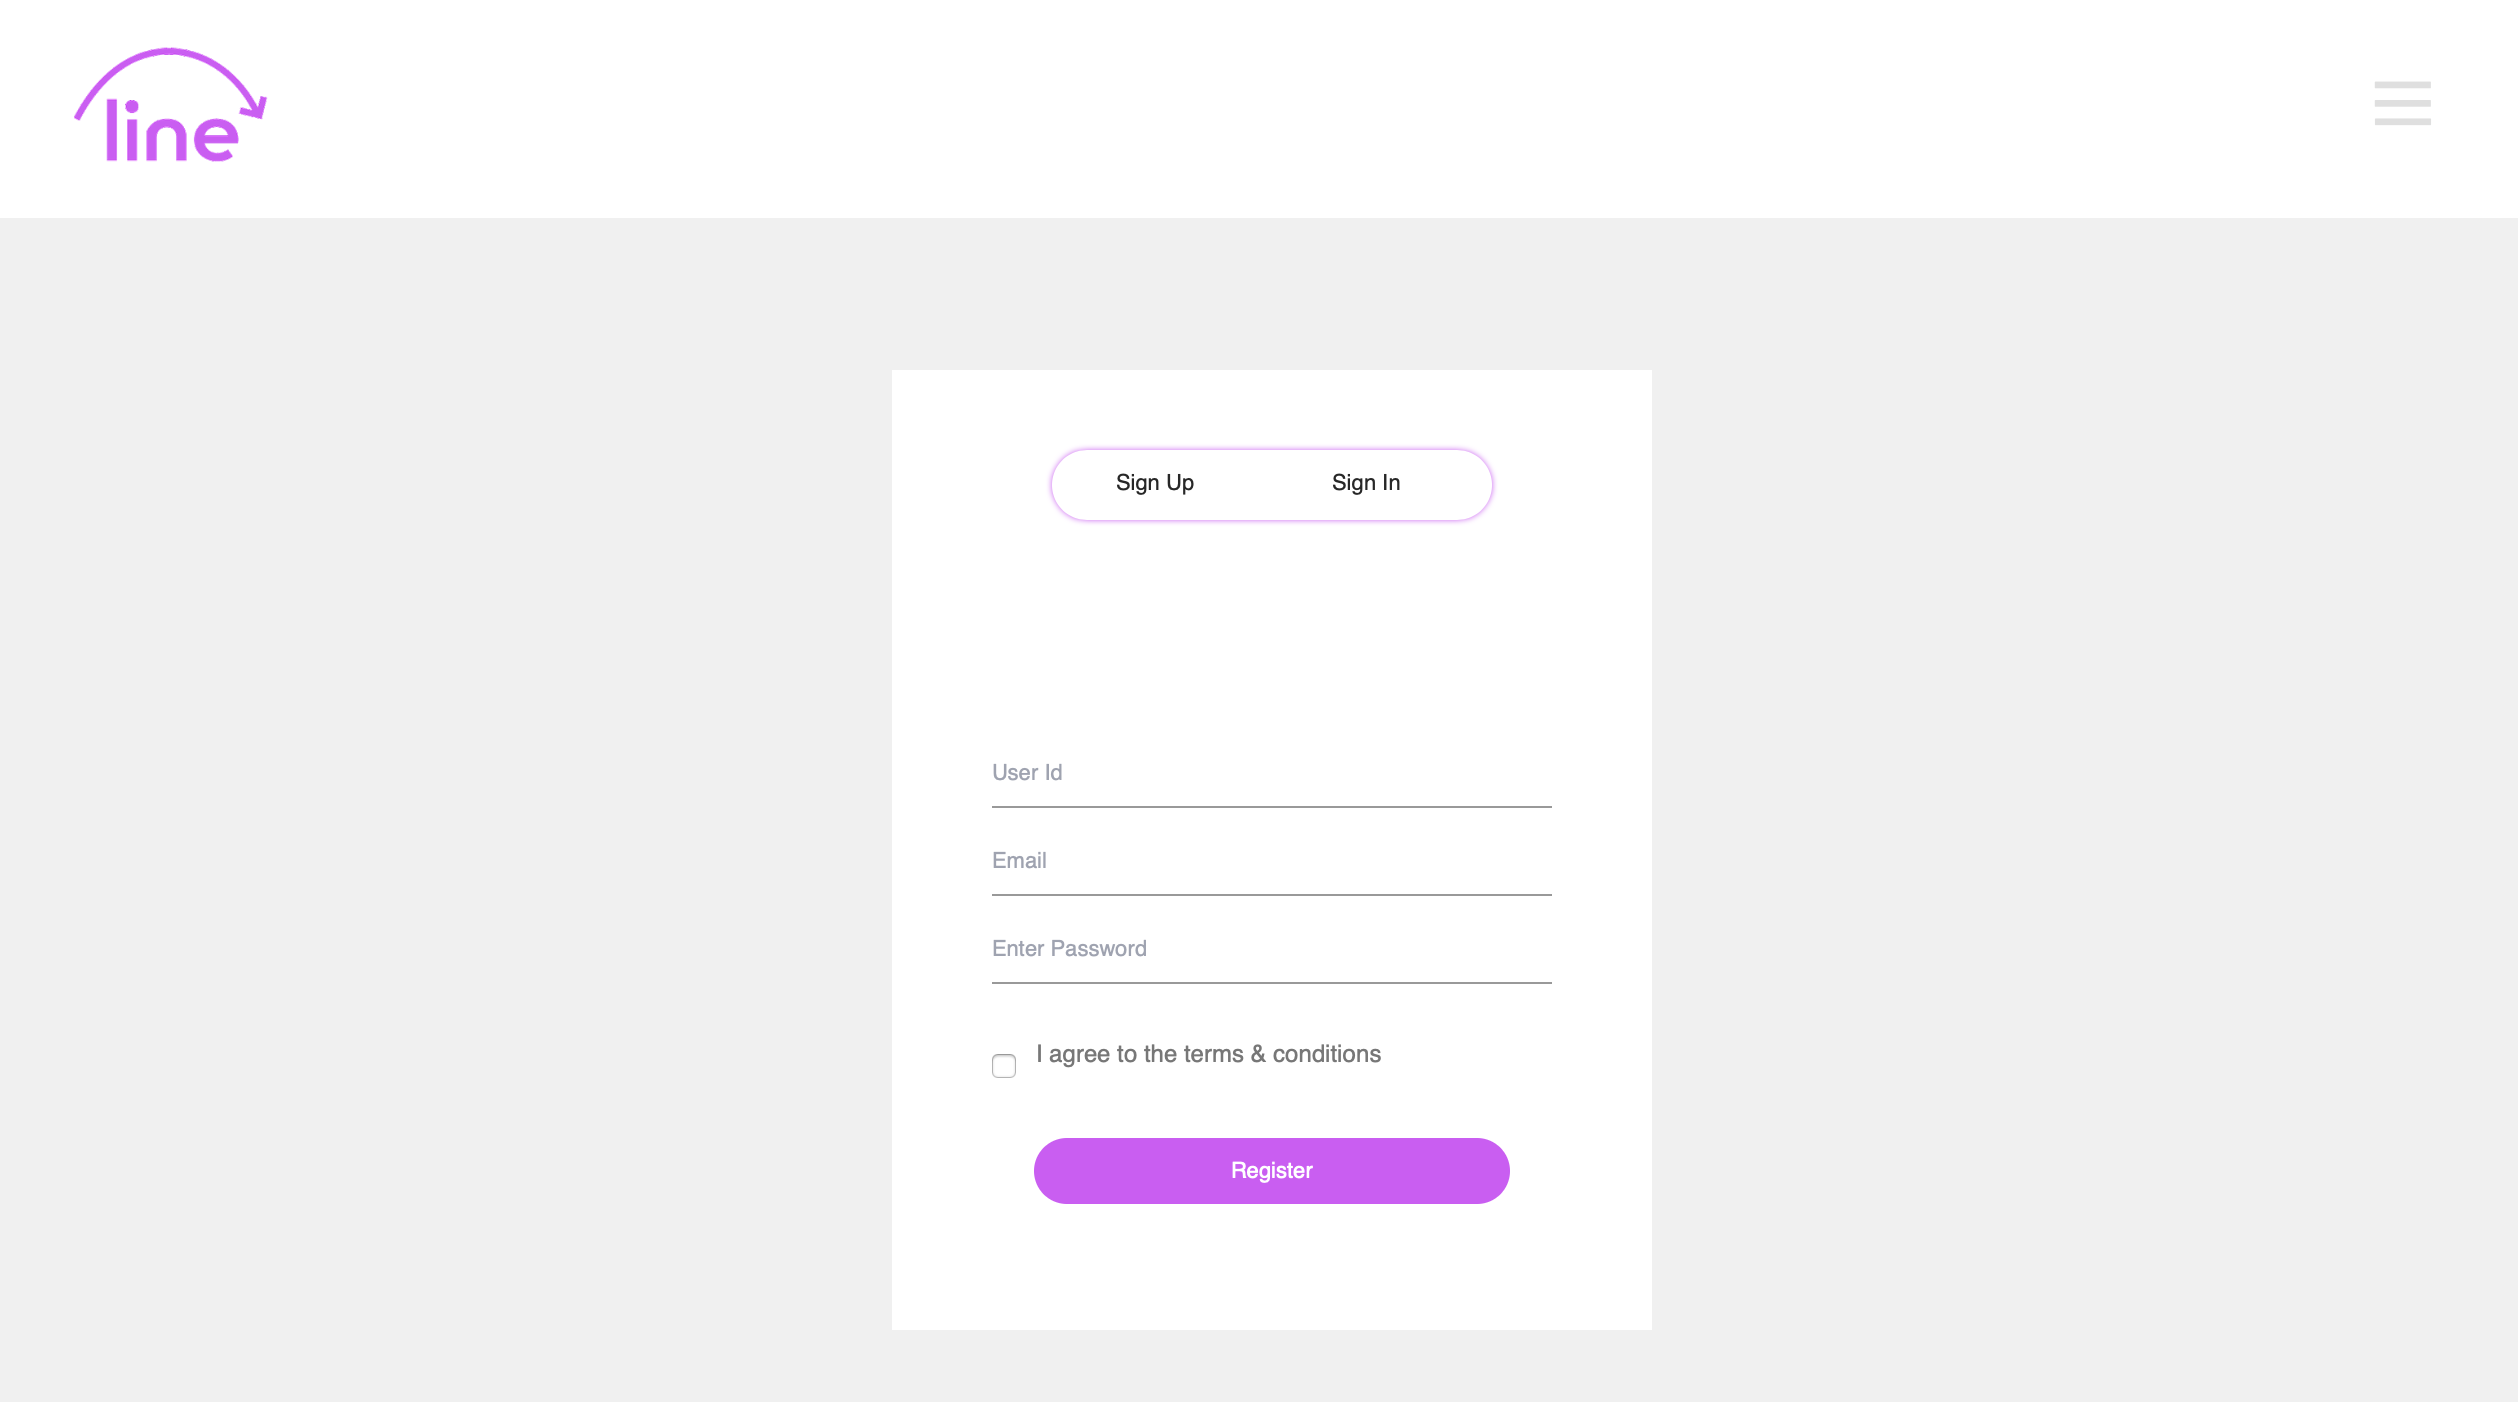 line
Sign Up
Sign In
User Id
Email
Enter Password
I agree to the terms & conditions
Register